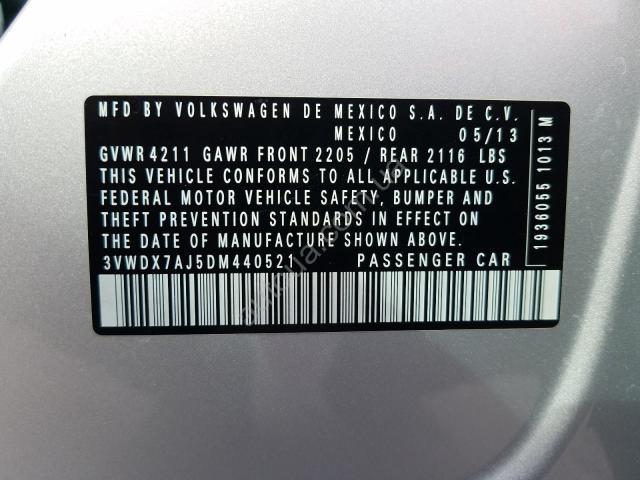 MFD BY VOLKSWAGEN DE MEXICO S.A. DE C.V.
MEXICO 05/13
GVWR 4211 GAWR FRONT 2205 / REAR 2116 LBS
THIS VEHICLE CONFORMS TO ALL APPLICABLE U.S.
FEDERAL MOTOR VEHICLE SAFETY, BUMPER AND
THEFT PREVENTION STANDARDS IN EFFECT ON
THE DATE OF MANUFACTURE SHOWN ABOVE.
3VWDX7AJ5DM440521 PASSENGER CAR
1936055 1013 M